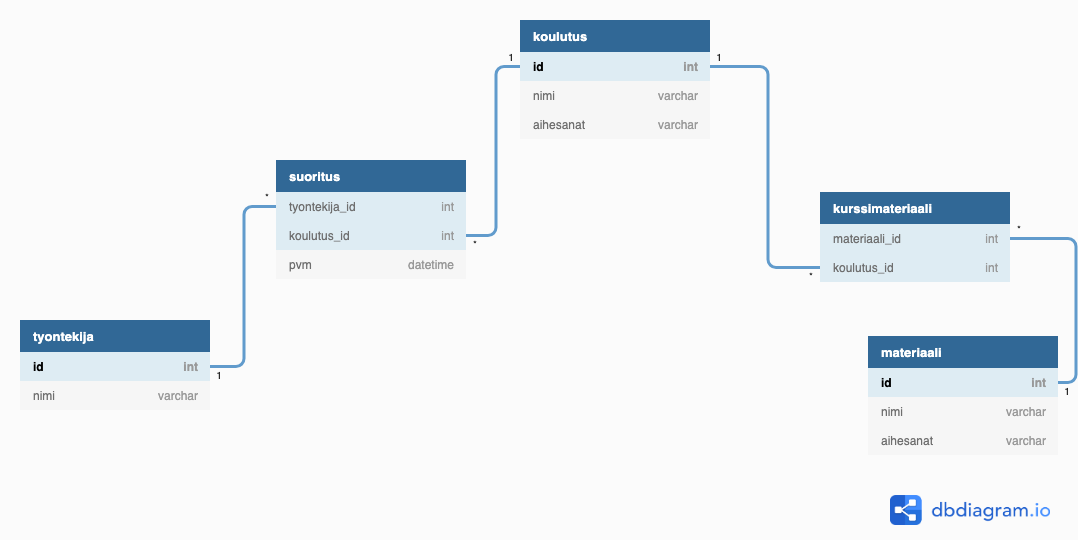 koulutus
1
1
id int
nimi varchar
aihesanat varchar
suoritus
*
tyontekija_id int
koulutus_id int
*
pvm datetime
kurssimateriaali
*
materiaali_id int
koulutus_id int
*
tyontekija
id int
1
nimi varchar
materiaali
id int
1
nimi varchar
aihesanat varchar
dbdiagram.io